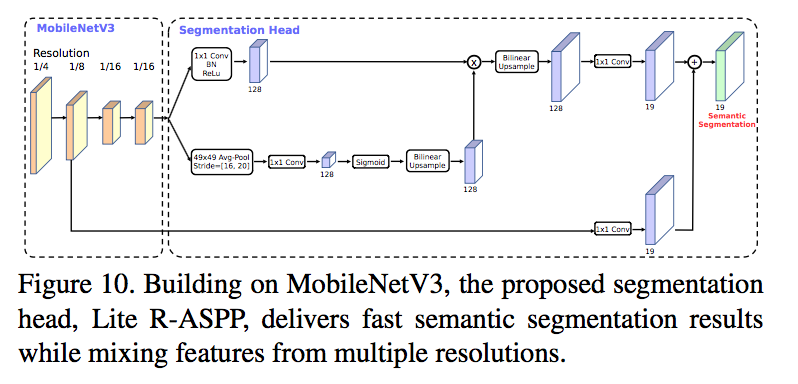 MobileNetV3
Segmentation Head
Resolution
1/4 1/8 1/16 1/16
1x1 Conv
BN
ReLu
128
x
Bilinear
Upsample
128
1x1 Conv
19
+
19
Semantic
Segmentation
49x49 Avg-Pool
Stride=[16, 20]
1x1 Conv
128
Sigmoid
Bilinear
Upsample
128
1x1 Conv
19
Figure 10. Building on MobileNetV3, the proposed segmentation
head, Lite R-ASPP, delivers fast semantic segmentation results
while mixing features from multiple resolutions.